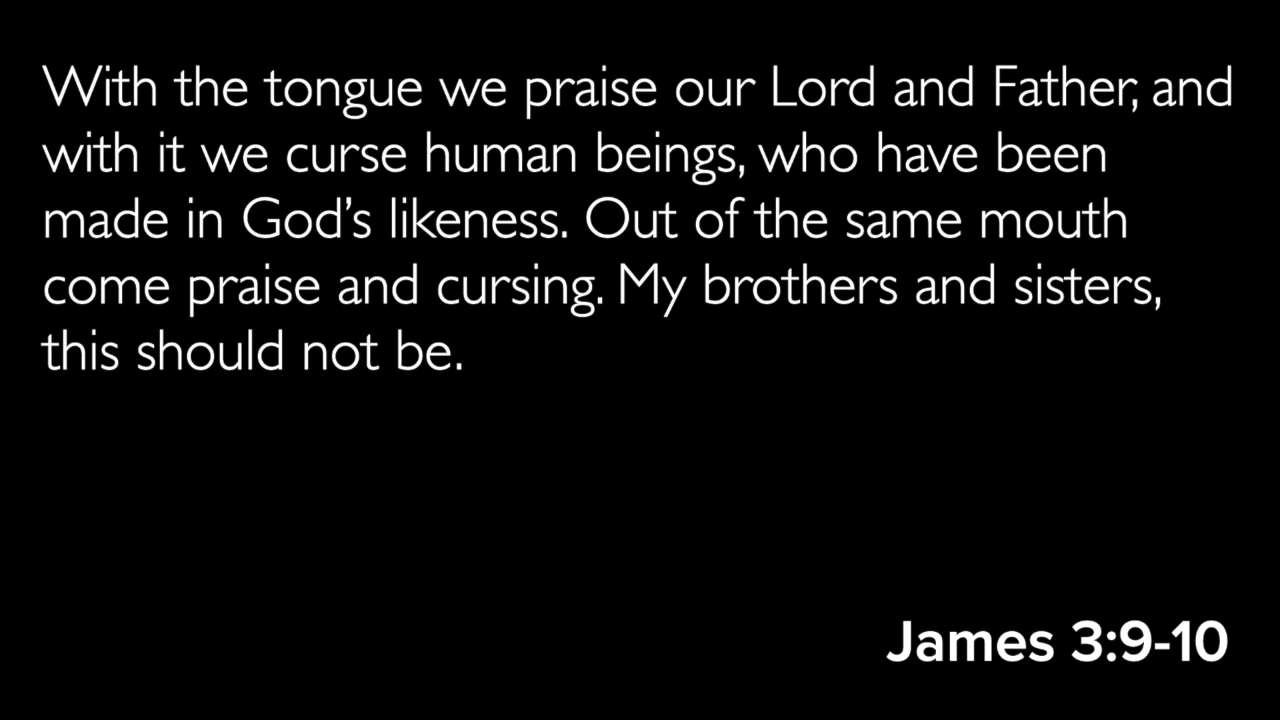 With the tongue we praise our Lord and Father, and
with it we curse human beings, who have been
made in God’s likeness. Out of the same mouth
come praise and cursing. My brothers and sisters,
this should not be.
James 3:9-10